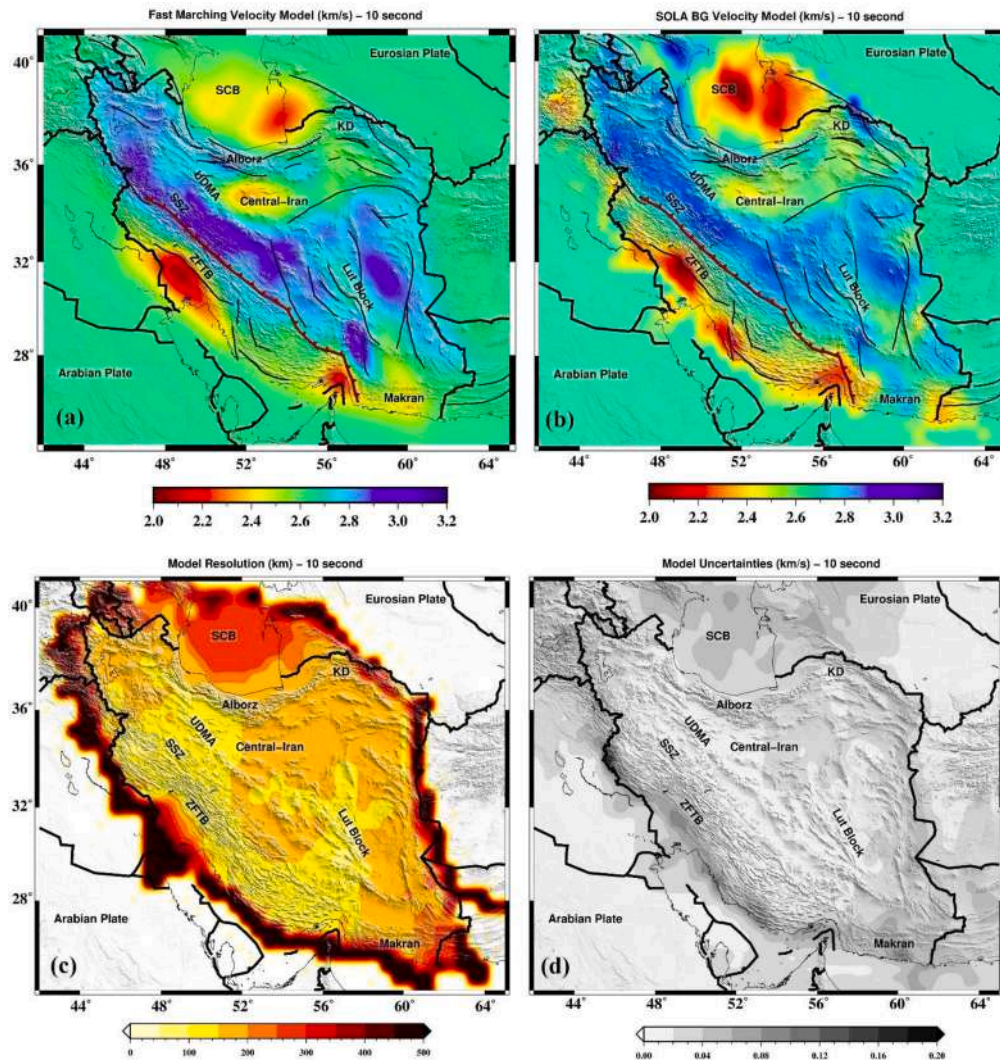 Fast Marching Velocity Model (km/s) – 10 second
40°
36°
32°
28°
44°
48°
52°
56°
60°
64°
Eurosian Plate
SCB
KD
Alborz
UDMA
SSZ
Central–Iran
ZFTB
Lut Block
Arabian Plate
Makran
(a)
2.0 2.2 2.4 2.6 2.8 3.0 3.2
SOLA BG Velocity Model (km/s) – 10 second
40°
36°
32°
28°
44°
48°
52°
56°
60°
64°
Eurosian Plate
SCB
KD
Alborz
UDMA
SSZ
Central–Iran
ZFTB
Lut Block
Arabian Plate
Makran
(b)
2.0 2.2 2.4 2.6 2.8 3.0 3.2
Model Resolution (km) – 10 second
40°
36°
32°
28°
44°
48°
52°
56°
60°
64°
Eurosian Plate
SCB
KD
Alborz
UDMA
SSZ
Central–Iran
ZFTB
Lut Block
Arabian Plate
Makran
(c)
0 100 200 300 400 500
Model Uncertainties (km/s) – 10 second
40°
36°
32°
28°
44°
48°
52°
56°
60°
64°
Eurosian Plate
SCB
KD
Alborz
UDMA
SSZ
Central–Iran
ZFTB
Lut Block
Arabian Plate
Makran
(d)
0.00 0.04 0.08 0.12 0.16 0.20